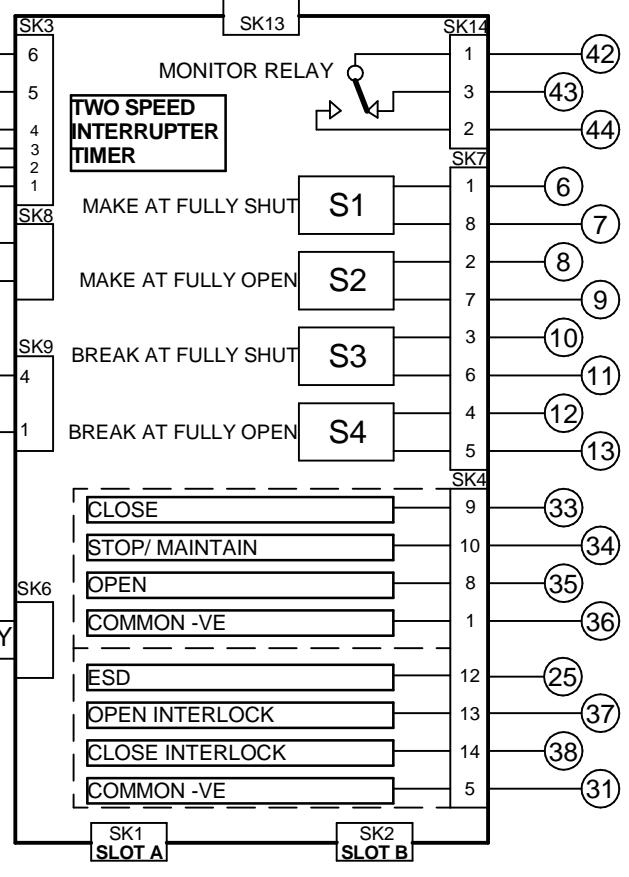 SK3
SK13
SK14
6
MONITOR RELAY
1
42
5
3
43
TWO SPEED
INTERRUPTER
TIMER
4
3
2
1
2
44
SK7
MAKE AT FULLY SHUT
S1
1
6
8
7
SK8
MAKE AT FULLY OPEN
S2
2
8
7
9
SK9
4
1
BREAK AT FULLY SHUT
S3
3
10
6
11
BREAK AT FULLY OPEN
S4
4
12
5
13
SK4
CLOSE
9
33
STOP/ MAINTAIN
10
34
SK6
OPEN
8
35
COMMON -VE
1
36
Y
ESD
12
25
OPEN INTERLOCK
13
37
CLOSE INTERLOCK
14
38
COMMON -VE
5
31
SK1
SLOT A
SK2
SLOT B